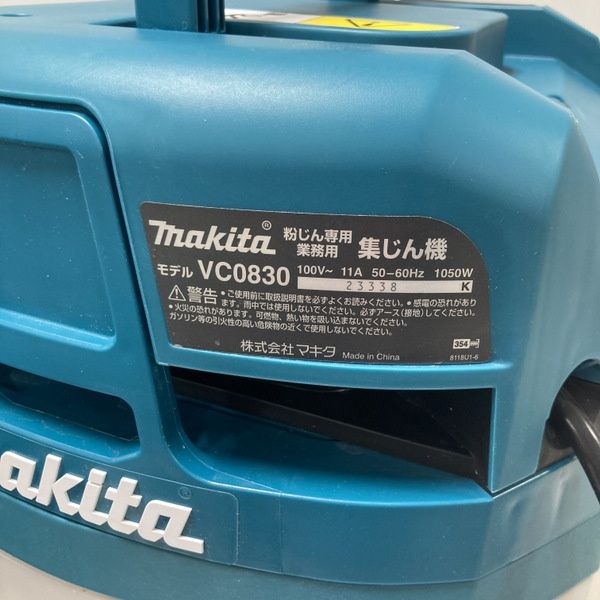 makita® 粉じん専用 業務用 集じん機
モデル VC0830 100V~ 11A 50-60Hz 1050W
23338 K
警告 ・ご使用前に取扱説明書を必ずよくお読みください。・感電の恐れがあり
ます。雨中では使用しないでください。必ずアース(接地)してください。
・火災の恐れがあります。可燃物、熱い物を吸い込まないでください。
ガソリン等の引火性の高い危険物の近くで使用しないでください。
株式会社 マキタ Made in China
354
811BU1-6
akita